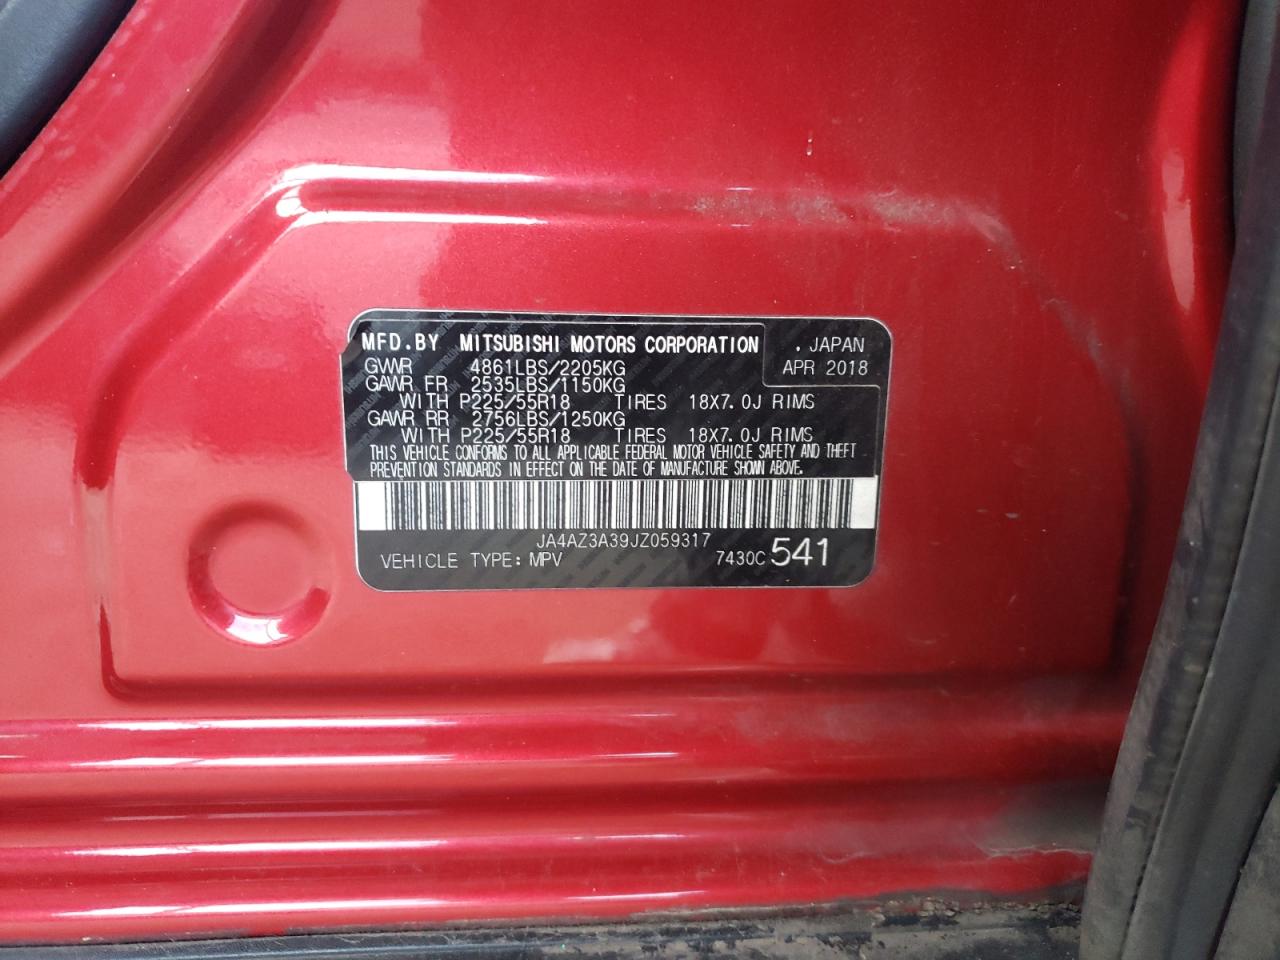 MFD.BY MITSUBISHI MOTORS CORPORATION . JAPAN
GWWR 4861LBS/2205KG APR 2018
GAWR FR 2535LBS/1150KG
WITH P225/55R18 TIRES 18X7.0J RIMS
GAWR RR 2756LBS/1250KG
WITH P225/55R18 TIRES 18X7.0J RIMS
THIS VEHICLE CONFORMS TO ALL APPLICABLE FEDERAL MOTOR VEHICLE SAFETY AND THEFT
PREVENTION STANDARDS IN EFFECT ON THE DATE OF MANUFACTURE SHOWN ABOVE.
JA4AZ3A39JZ059317
VEHICLE TYPE: MPV 7430C 541